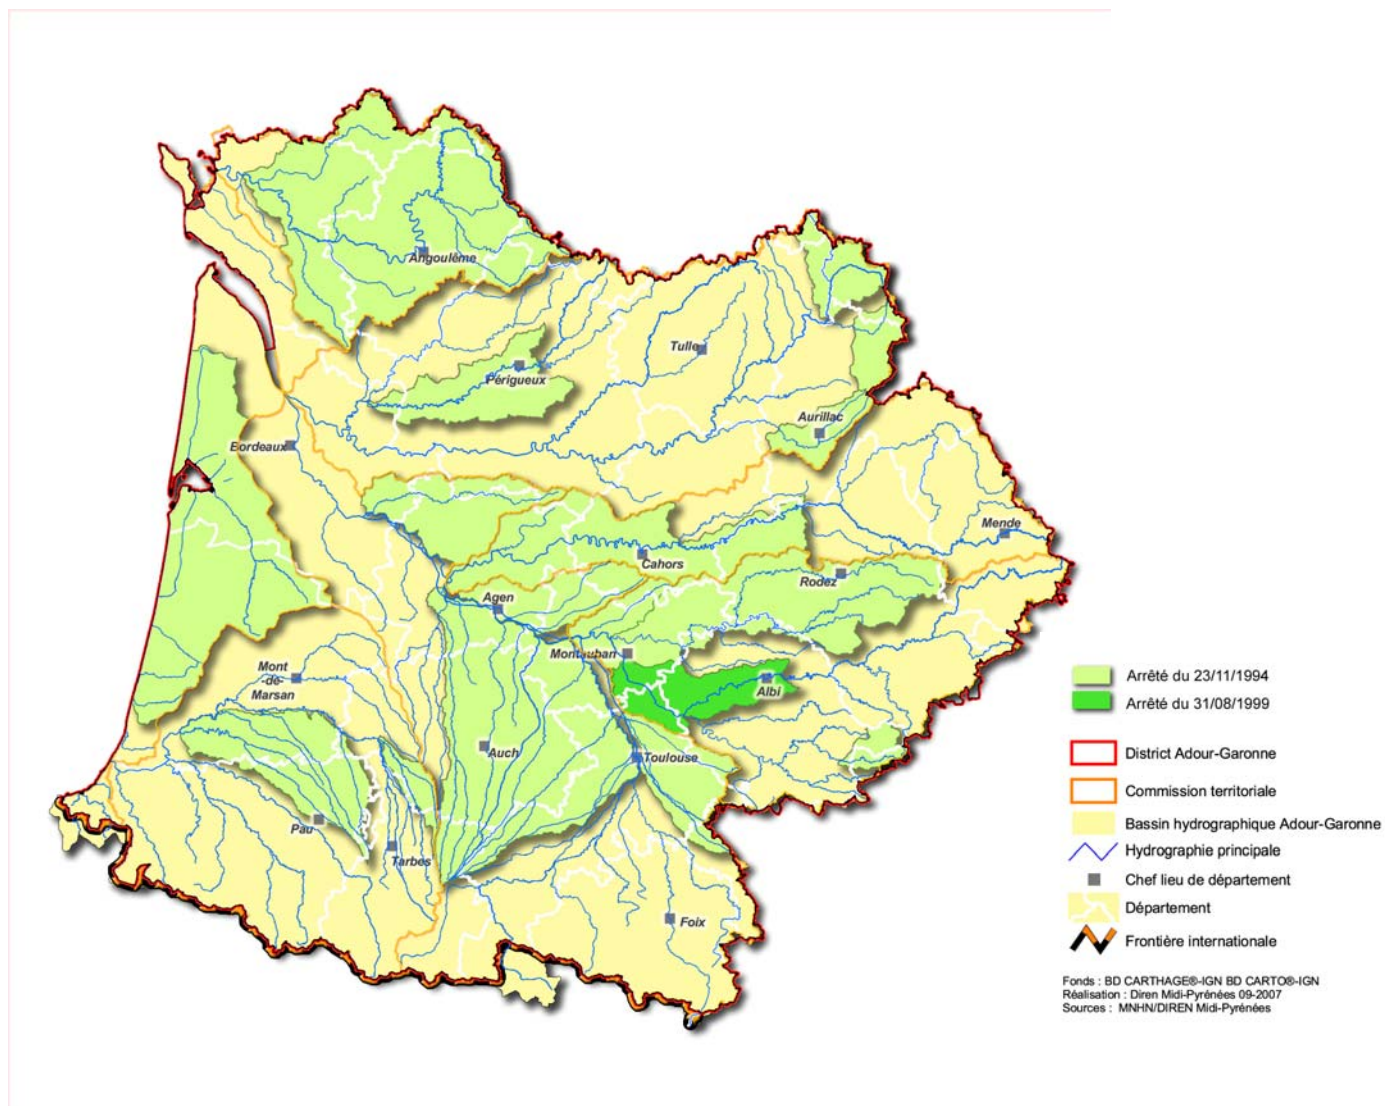 Angoulême
Tulle
Périgueux
Aurillac
Bordeaux
Mende
Cahors
Rodez
Agen
Montauban
Mont
-de-
Marsan
Albi
Auch
Toulouse
Pau
Tarbes
Foix
Arrêté du 23/11/1994
Arrêté du 31/08/1999
District Adour-Garonne
Commission territoriale
Bassin hydrographique Adour-Garonne
Hydrographie principale
Chef lieu de département
Département
Frontière internationale
Fonds : BD CARTHAGE®-IGN BD CARTO®-IGN
Réalisation : Diren Midi-Pyrénées 09-2007
Sources : MNHN/DIREN Midi-Pyrénées